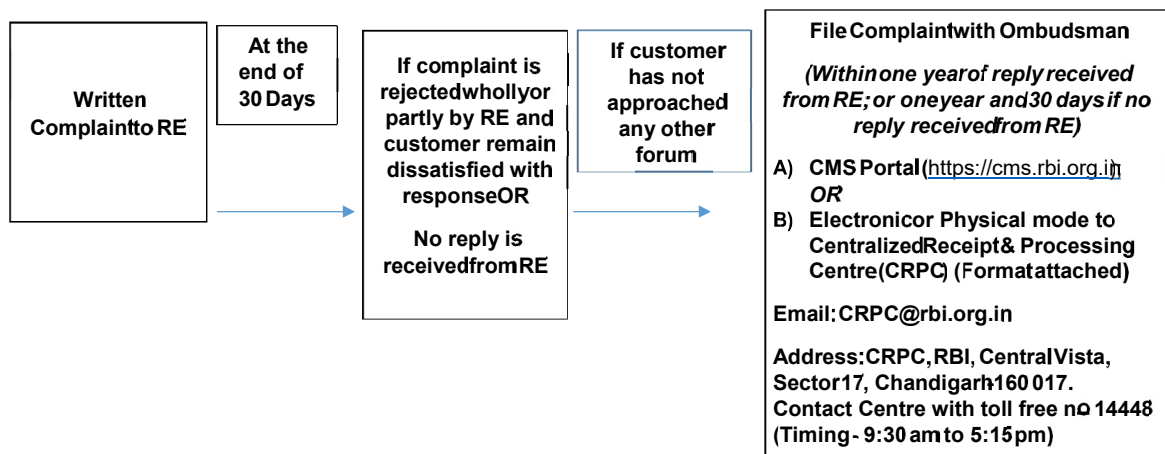 Written
Complaint to RE
At the
end of
30 Days
If complaint is
rejected wholly or
partly by RE and
customer remain
dissatisfied with
response OR
No reply is
received from RE
If customer
has not
approached
any other
forum
File Complaint with Ombudsman
(Within one year of reply received
from RE; or one year and 30 days if no
reply received from RE)
A) CMS Portal (https://cms.rbi.org.in)
OR
B) Electronic or Physical mode to
Centralized Receipt & Processing
Centre (CRPC) (Format attached)
Email: CRPC@rbi.org.in
Address: CRPC, RBI, Central Vista,
Sector 17, Chandigarh-160 017.
Contact Centre with toll free no 14448
(Timing - 9:30 am to 5:15 pm)